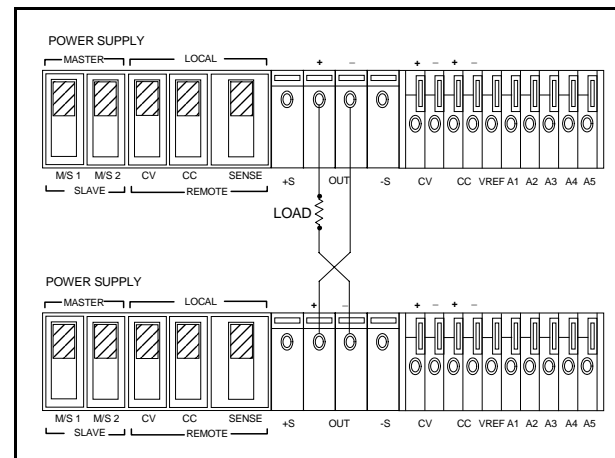 POWER SUPPLY
MASTER LOCAL
+ – + – + –
M/S 1 M/S 2 CV CC SENSE +S OUT -S CV CC VREF A1 A2 A3 A4 A5
SLAVE REMOTE
LOAD
POWER SUPPLY
MASTER LOCAL
+ – + – + –
M/S 1 M/S 2 CV CC SENSE +S OUT -S CV CC VREF A1 A2 A3 A4 A5
SLAVE REMOTE